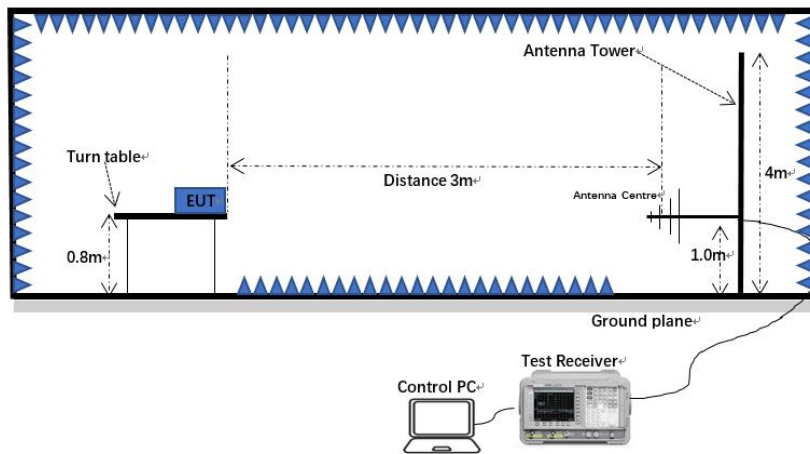 Antenna Tower
Turn table
EUT
Distance 3m
Antenna Centre
4m
0.8m
1.0m
Ground plane
Test Receiver
Control PC